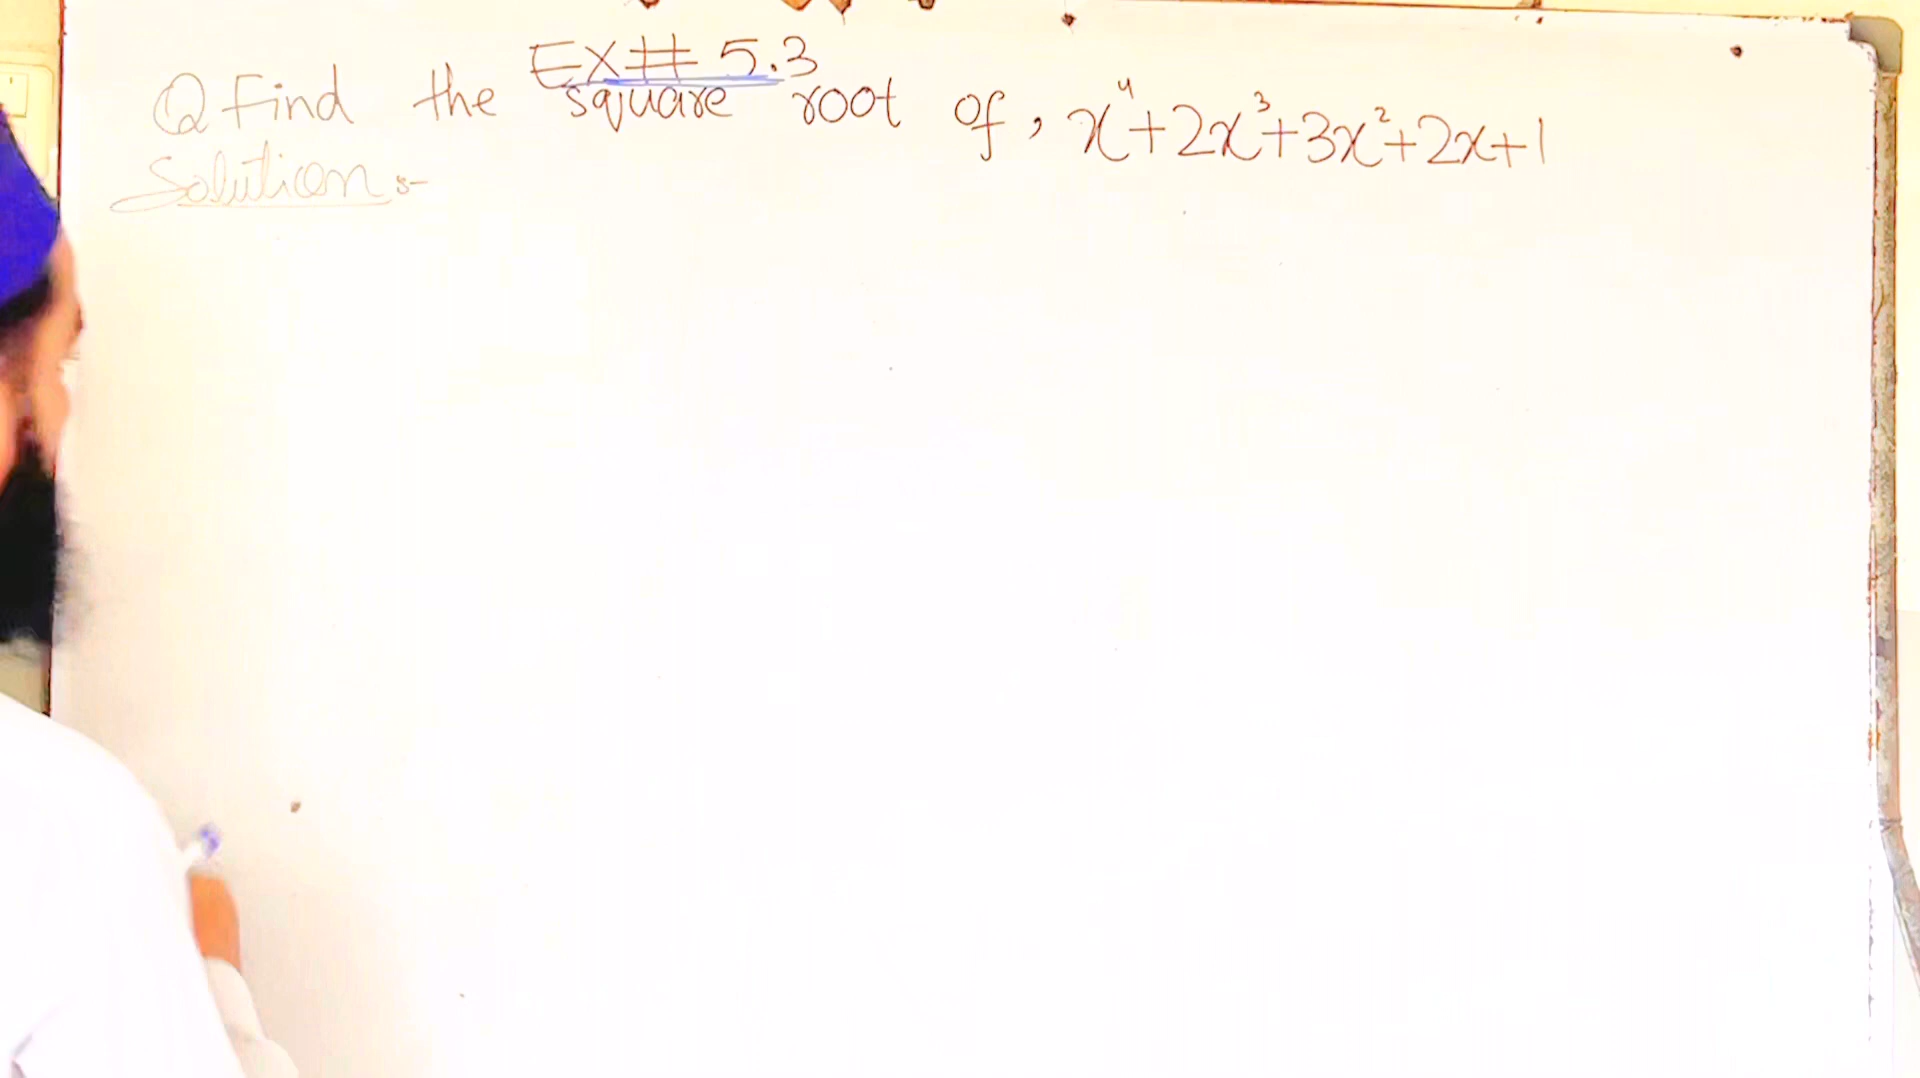 Ex# 5.3
Q Find the square root of, x⁴+2x³+3x²+2x+1
Solution:-